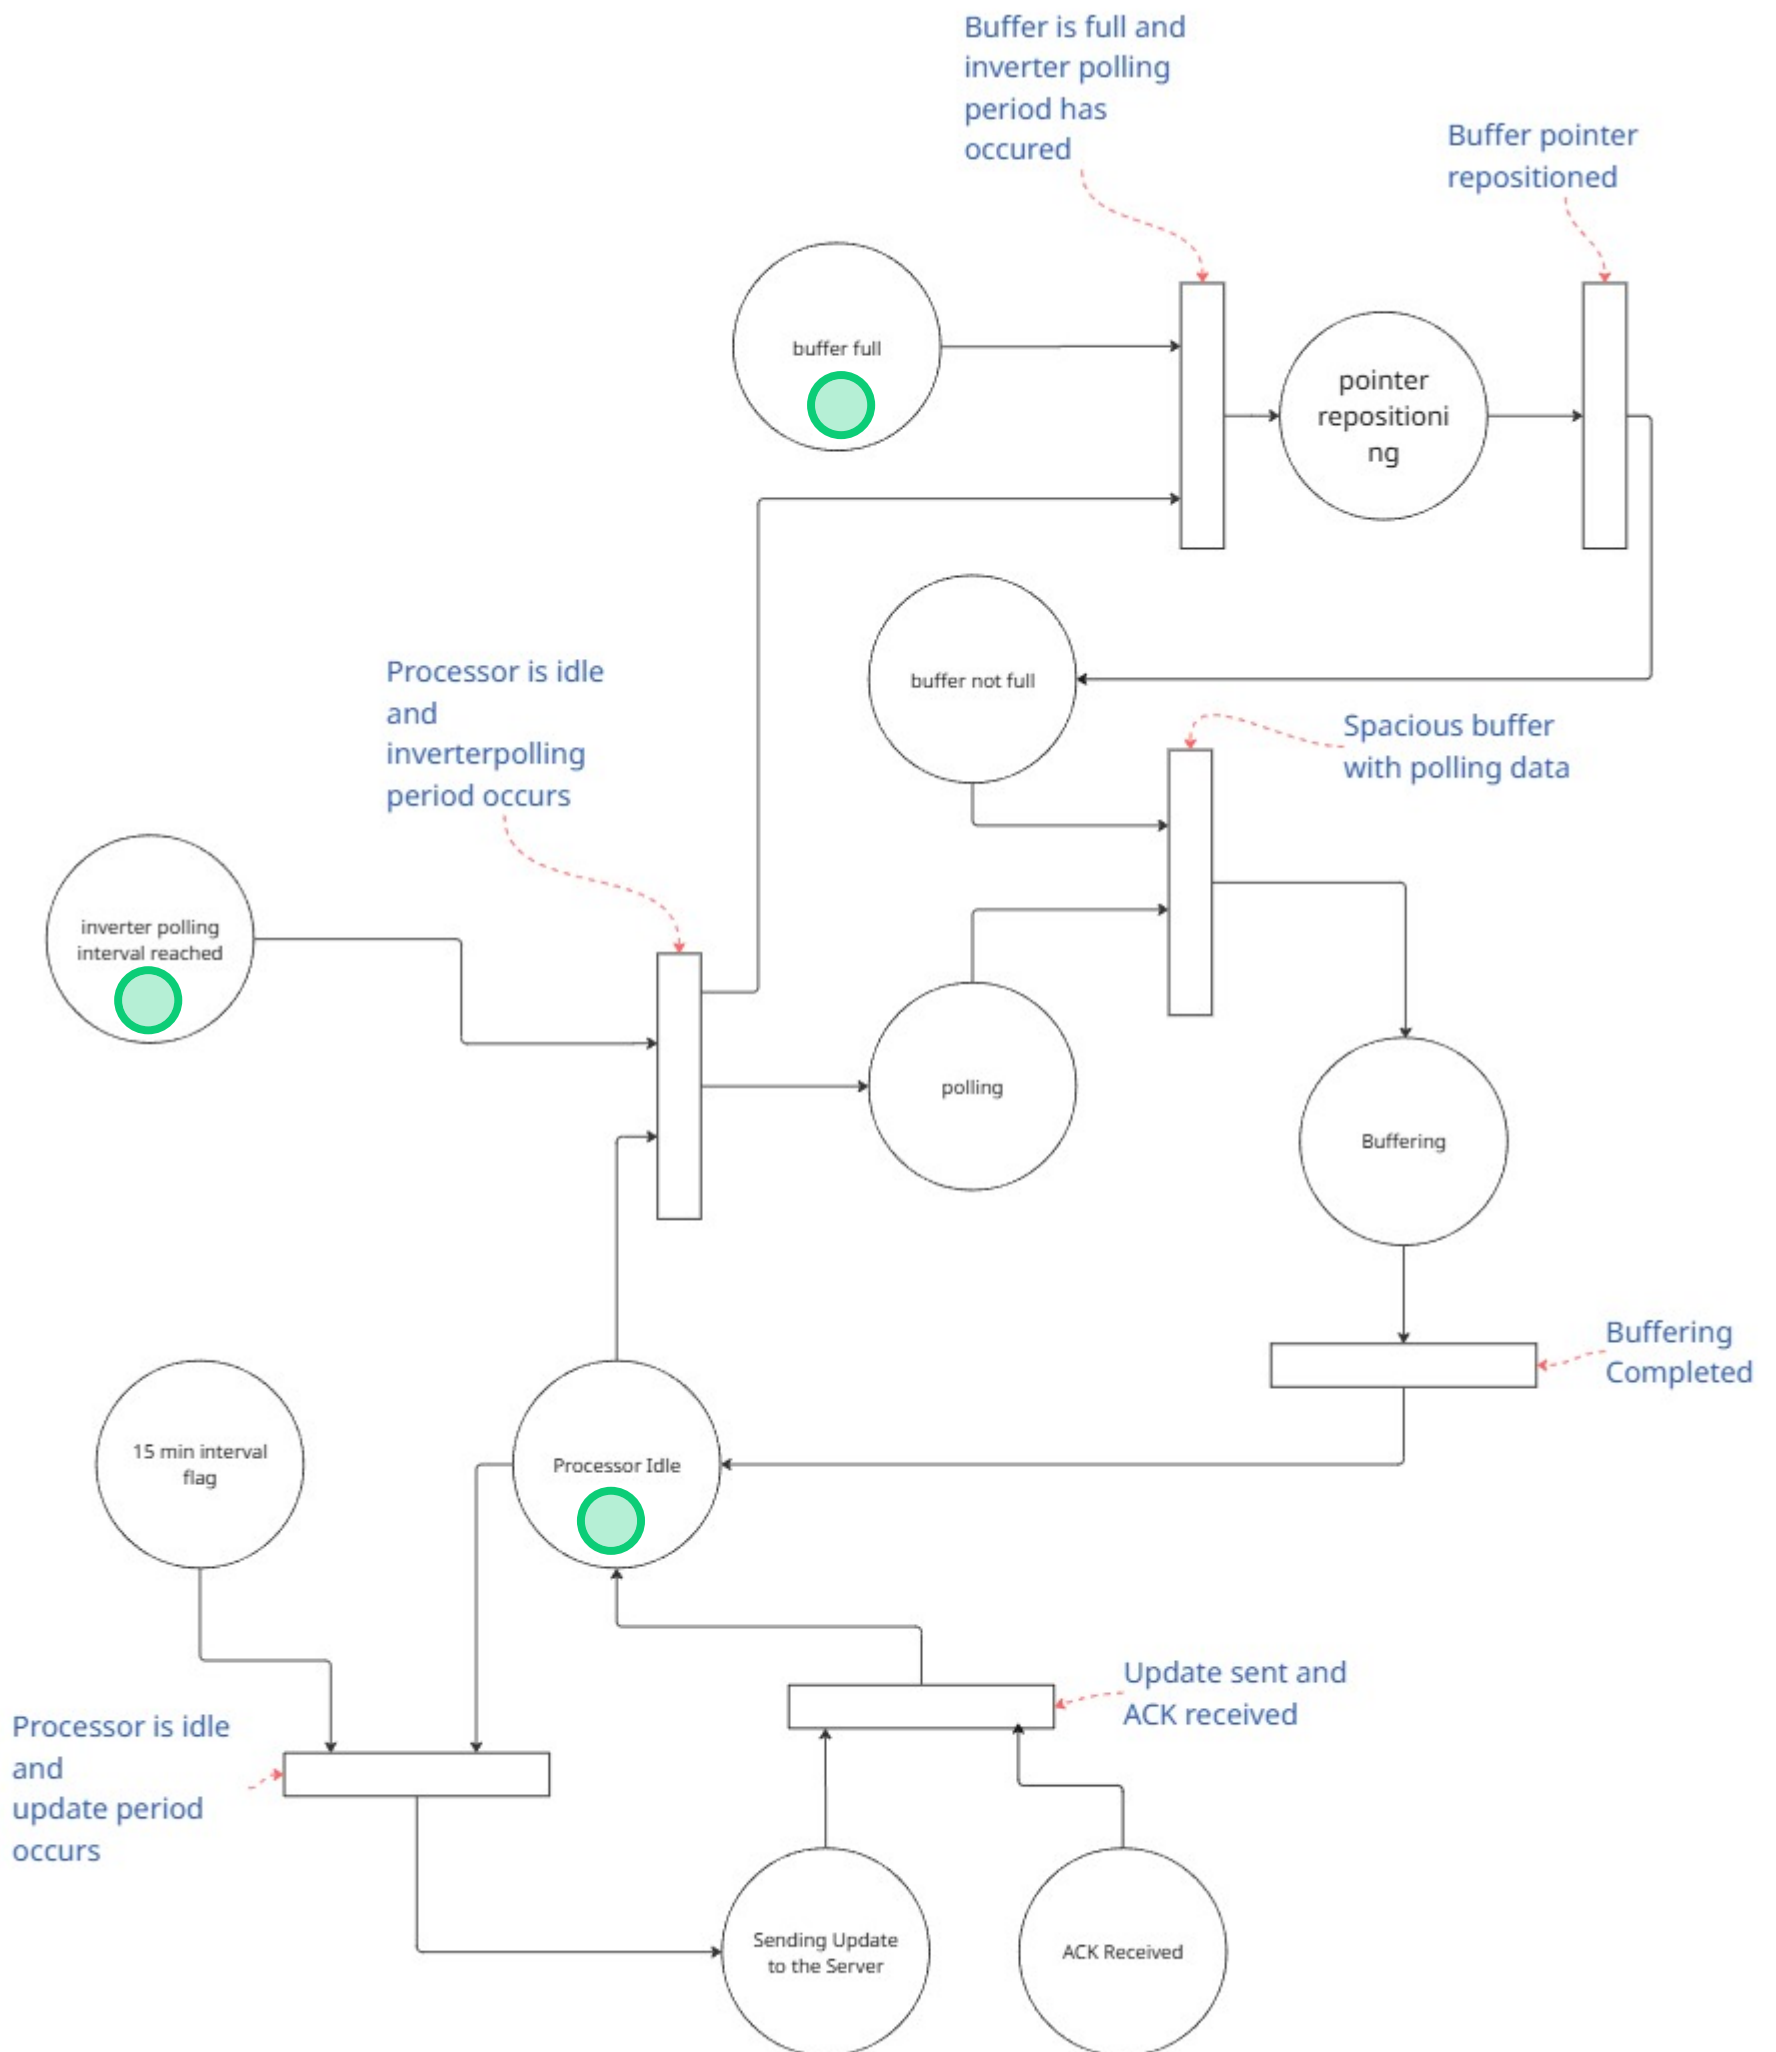 Buffer is full and
inverter polling
period has
occured
Buffer pointer
repositioned
buffer full
pointer
repositioni
ng
Processor is idle
and
inverterpolling
period occurs
buffer not full
Spacious buffer
with polling data
inverter polling
interval reached
polling
Buffering
Buffering
Completed
15 min interval
flag
Processor Idle
Update sent and
ACK received
Processor is idle
and
update period
occurs
Sending Update
to the Server
ACK Received